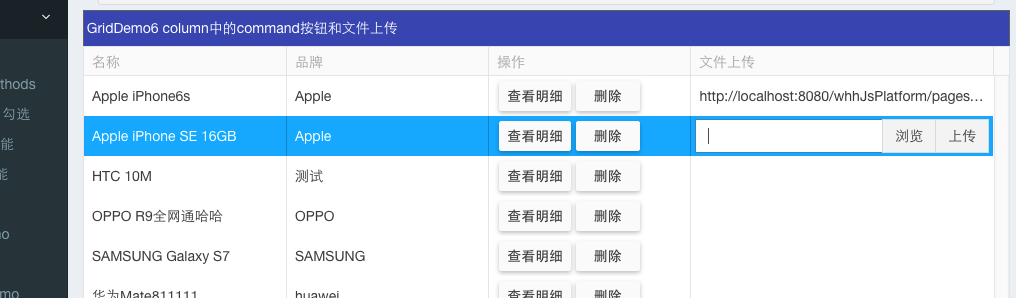 GridDemo6 column中的command按钮和文件上传
名称 品牌 操作 文件上传
thods
Apple iPhone6s Apple 查看明细 删除 http://localhost:8080/whhJsPlatform/pages…
勾选
Apple iPhone SE 16GB Apple 查看明细 删除 浏览 上传
能
能
HTC 10M 测试 查看明细 删除
OPPO R9全网通哈哈 OPPO 查看明细 删除
no
SAMSUNG Galaxy S7 SAMSUNG 查看明细 删除
mo
华为Mate811111 huawei 查看明细 删除